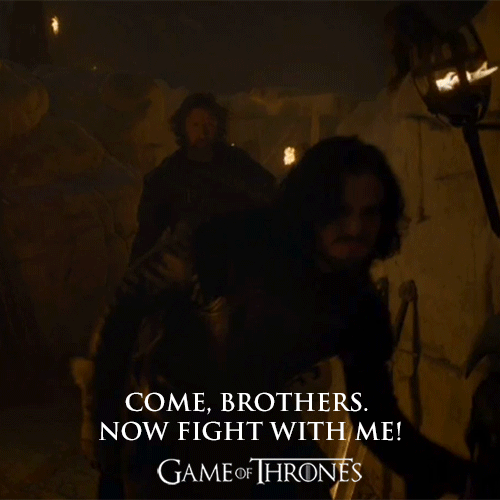 COME, BROTHERS.
NOW FIGHT WITH ME!
GAME OF THRONES